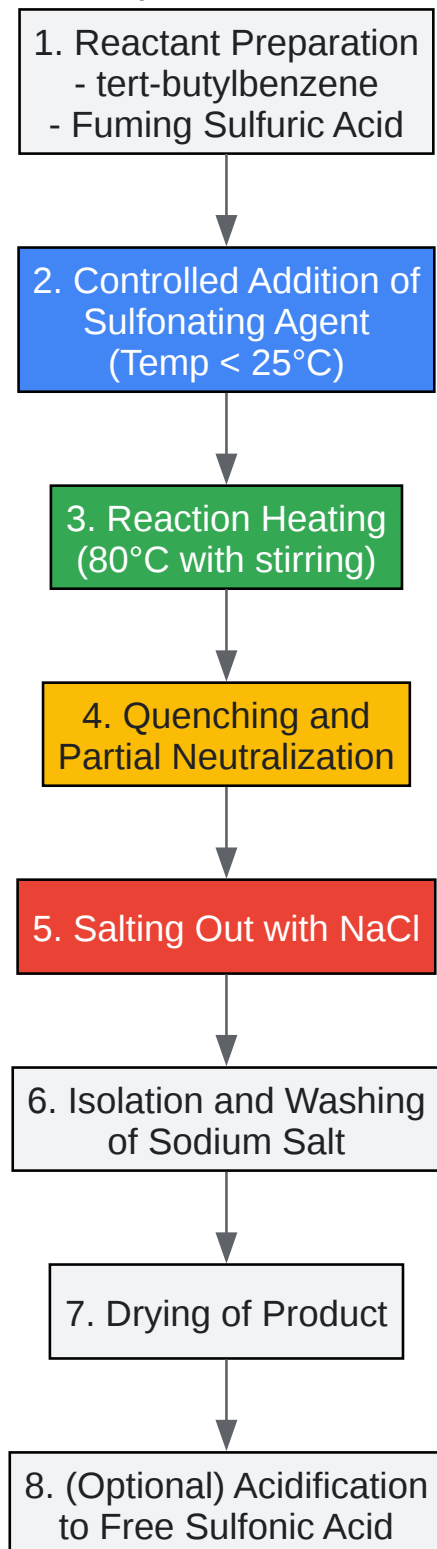 1. Reactant Preparation
- tert-butylbenzene
- Fuming Sulfuric Acid
2. Controlled Addition of
Sulfonating Agent
(Temp < 25°C)
3. Reaction Heating
(80°C with stirring)
4. Quenching and
Partial Neutralization
5. Salting Out with NaCl
6. Isolation and Washing
of Sodium Salt
7. Drying of Product
8. (Optional) Acidification
to Free Sulfonic Acid